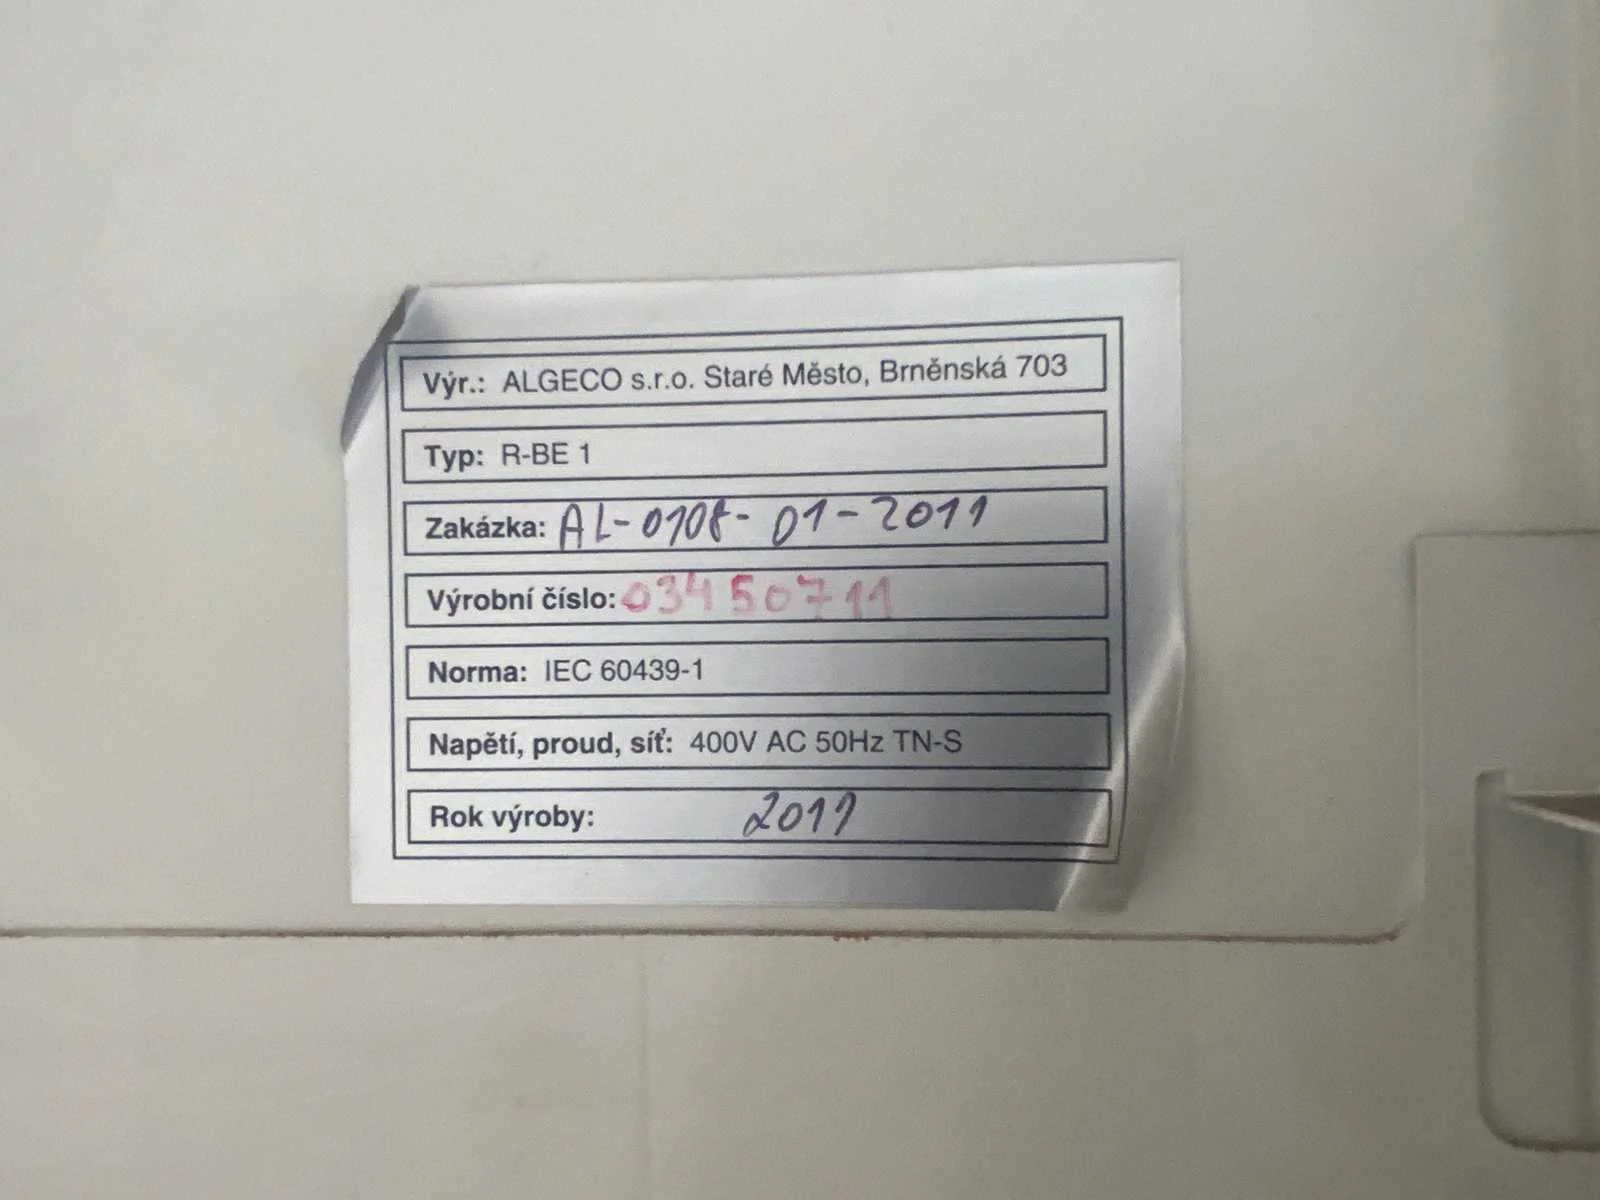 Výr.: ALGECO s.r.o. Staré Město, Brněnská 703
Typ: R-BE 1
Zakázka: AL-0108-01-2011
Výrobní číslo: 03450711
Norma: IEC 60439-1
Napětí, proud, síť: 400V AC 50Hz TN-S
Rok výroby: 2011